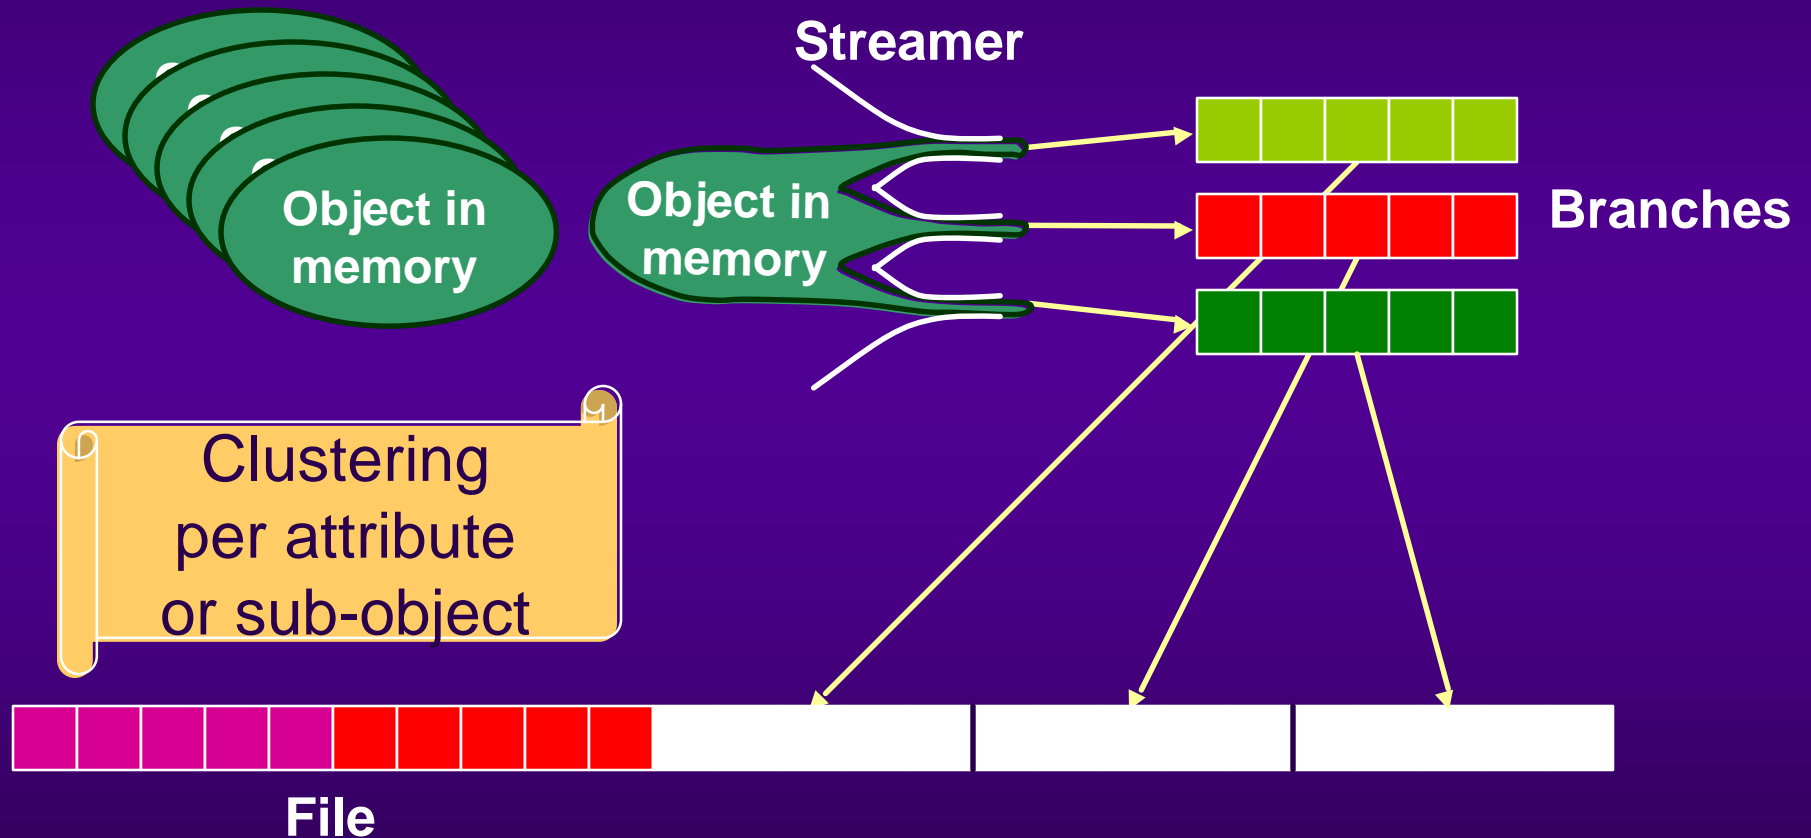 Streamer
Object in
memory
Object in
memory
Branches
Clustering
per attribute
or sub-object
File